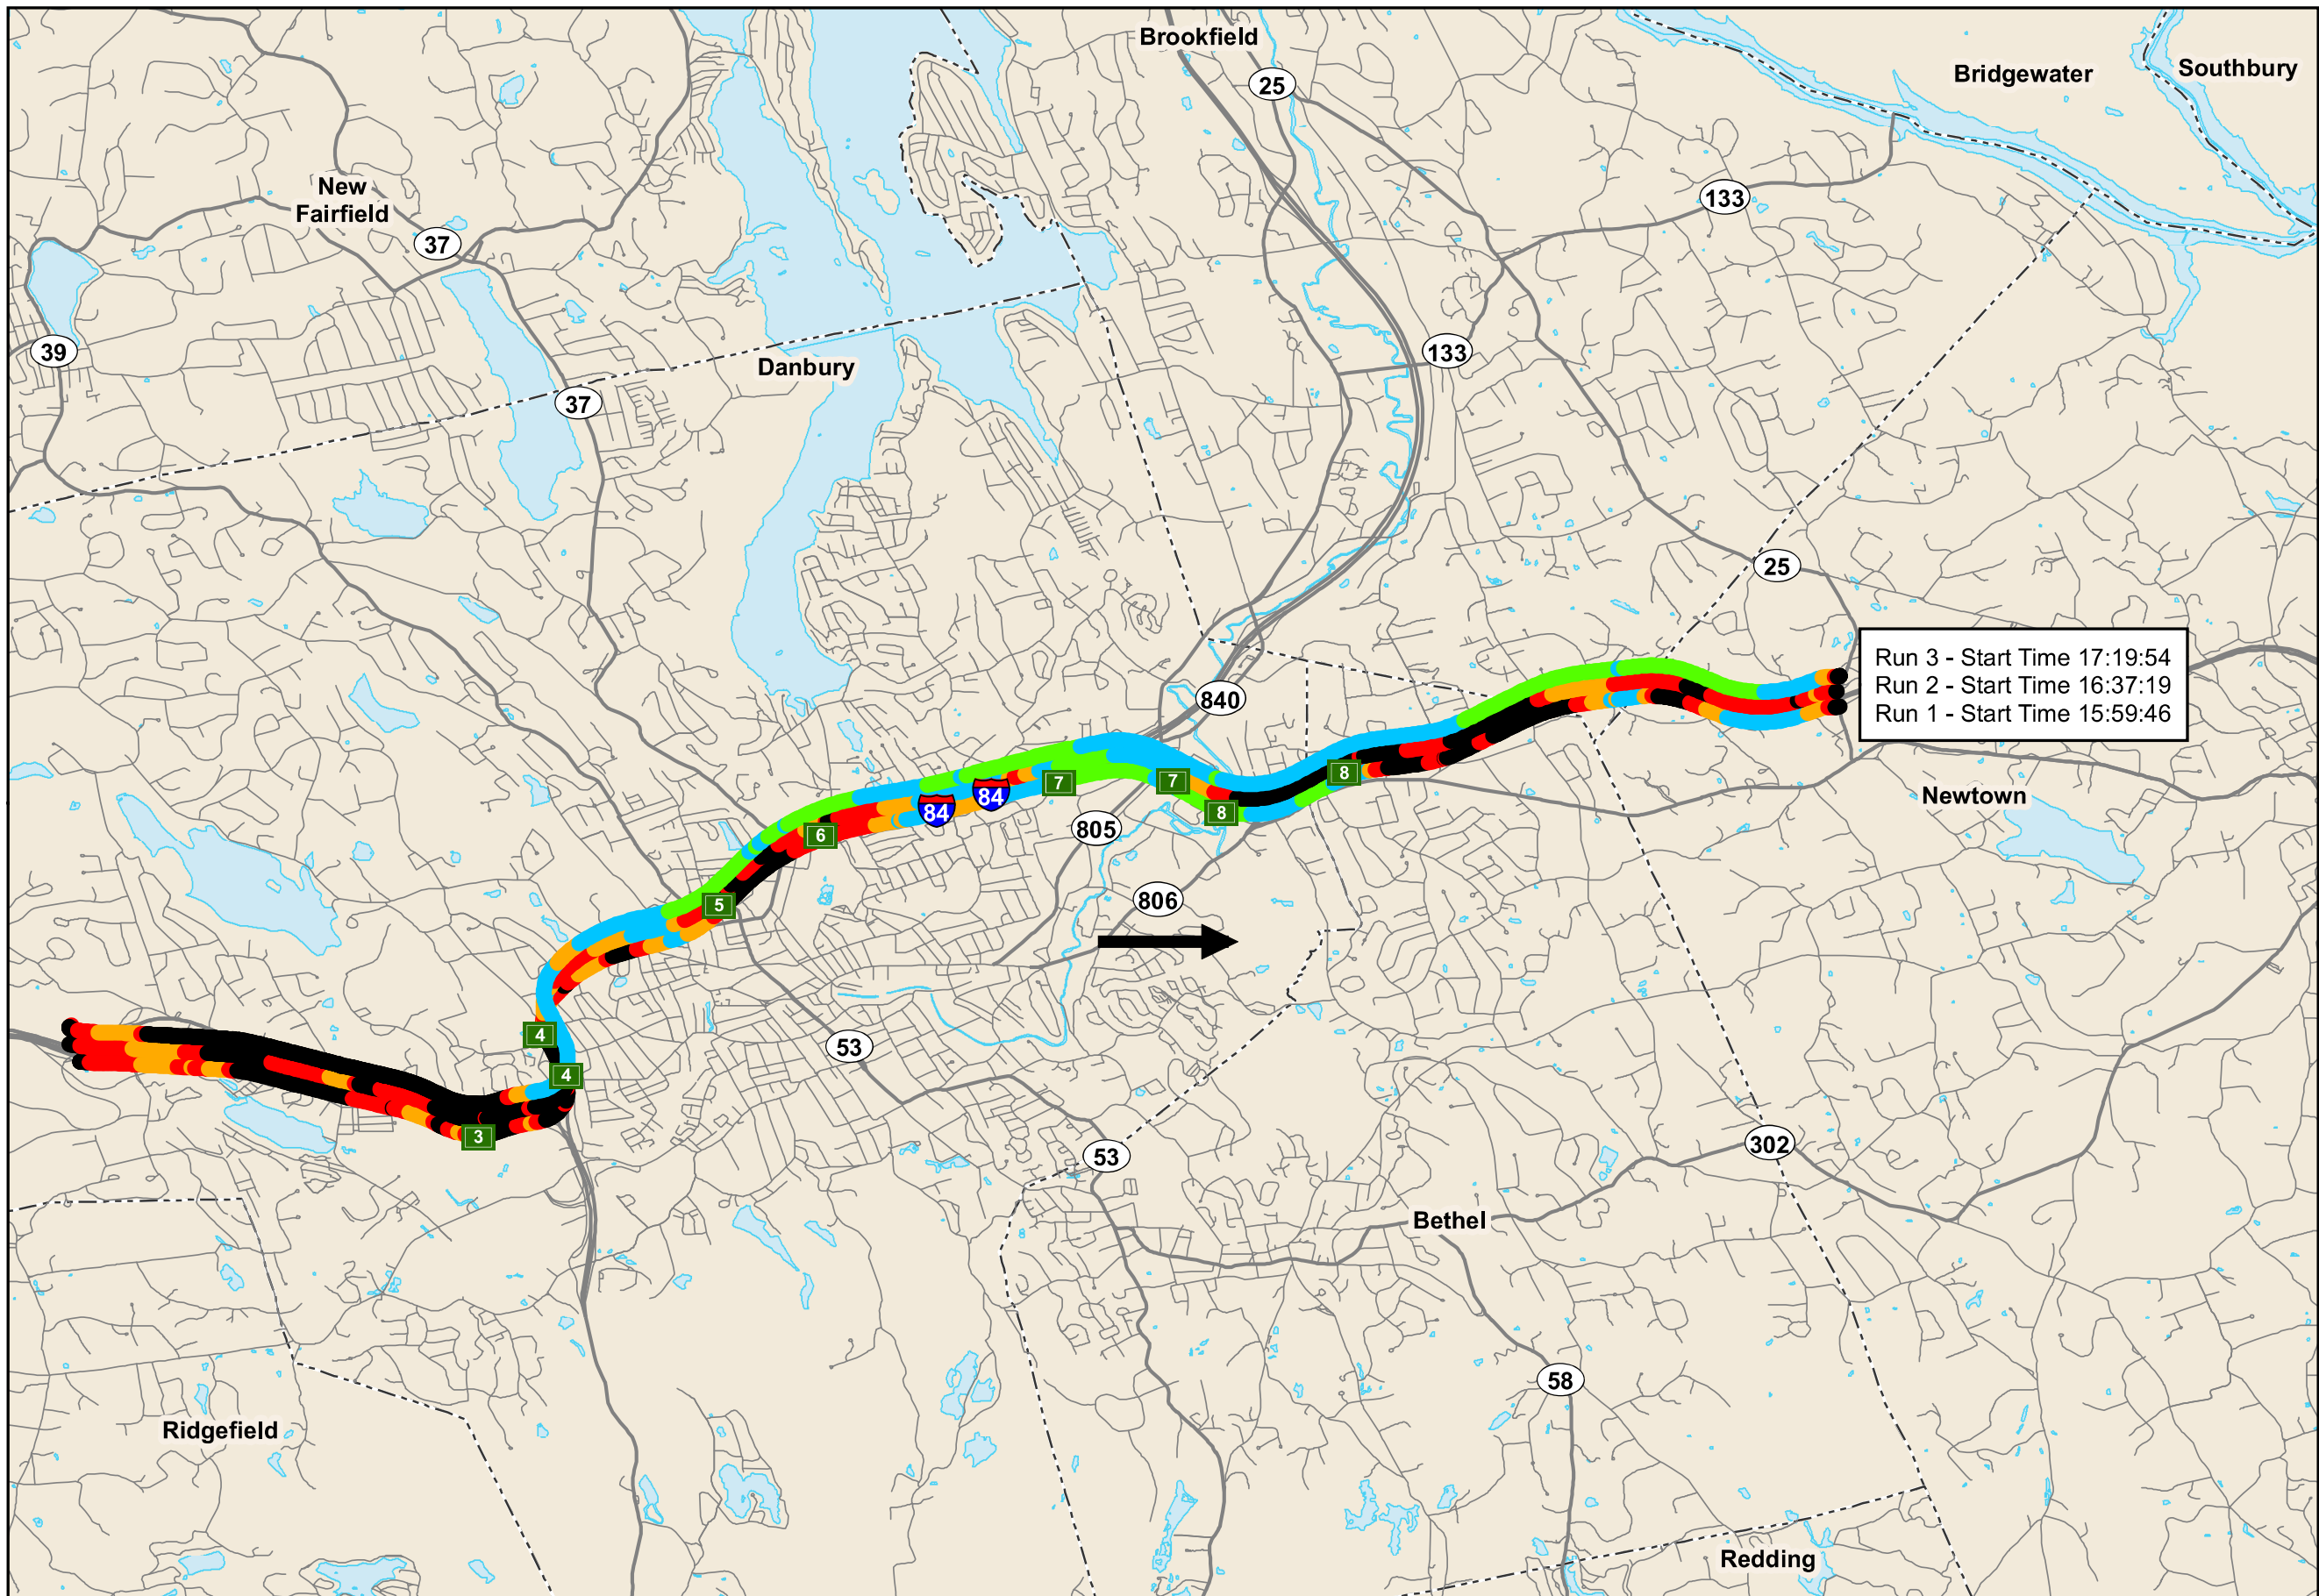 Brookfield
25
Bridgewater
Southbury
New
Fairfield
133
37
39
133
Danbury
37
25
Run 3 - Start Time 17:19:54
Run 2 - Start Time 16:37:19
Run 1 - Start Time 15:59:46
840
7
7
8
84
84
8
Newtown
6
805
5
806
4
53
4
3
302
53
Bethel
58
Ridgefield
Redding